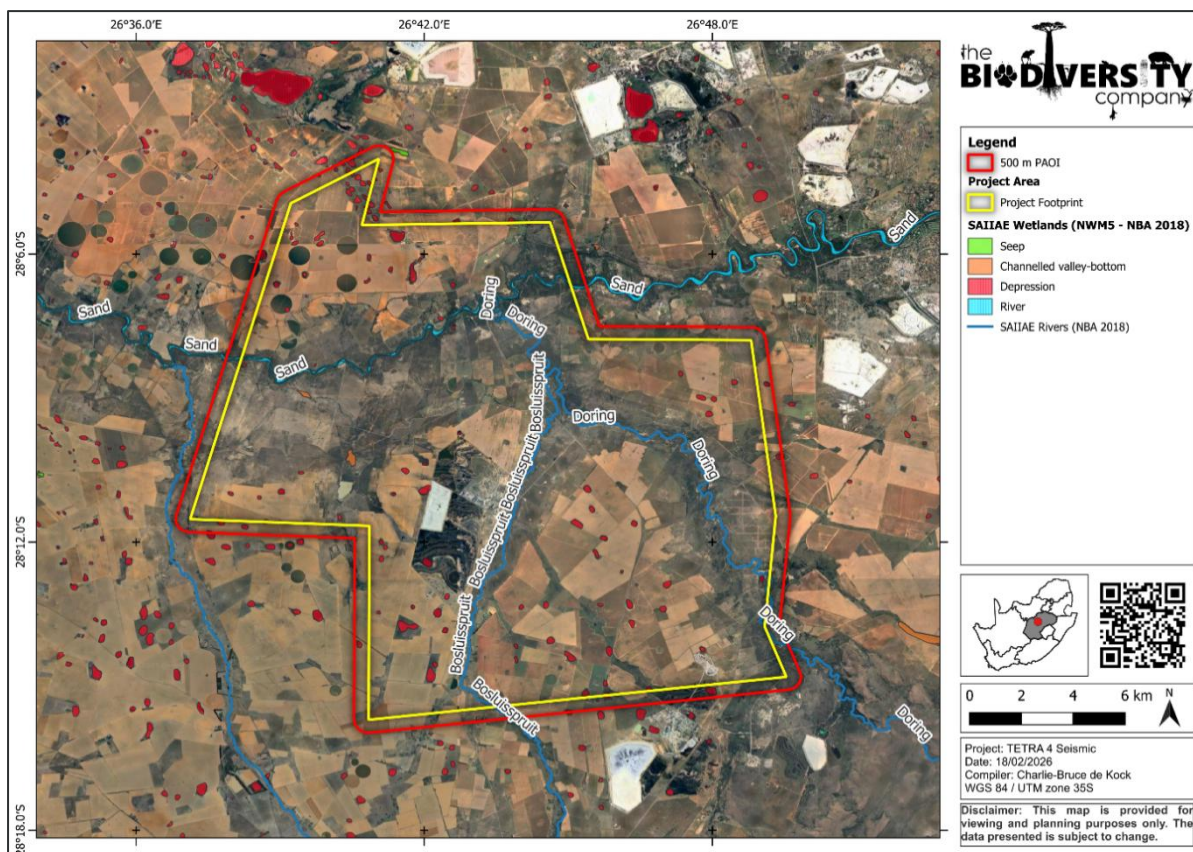 26°36.0'E
26°42.0'E
26°48.0'E
28°6.0'S
28°12.0'S
28°18.0'S
Sand
Sand
Sand
Sand
Sand
Doring
Doring
Doring
Doring
Doring
Doring
Bosluisspruit
Bosluisspruit
Bosluisspruit
Bosluisspruit
Bosluisspruit
Bosluisspruit
the
BIODIVERSITY
company
Legend
500 m PAOI
Project Area
Project Footprint
SAIIAE Wetlands (NWM5 - NBA 2018)
Seep
Channelled valley-bottom
Depression
River
SAIIAE Rivers (NBA 2018)
0 2 4 6 km
N
Project: TETRA 4 Seismic
Date: 18/02/2026
Compiler: Charlie-Bruce de Kock
WGS 84 / UTM zone 35S
Disclaimer: This map is provided for
viewing and planning purposes only. The
data presented is subject to change.